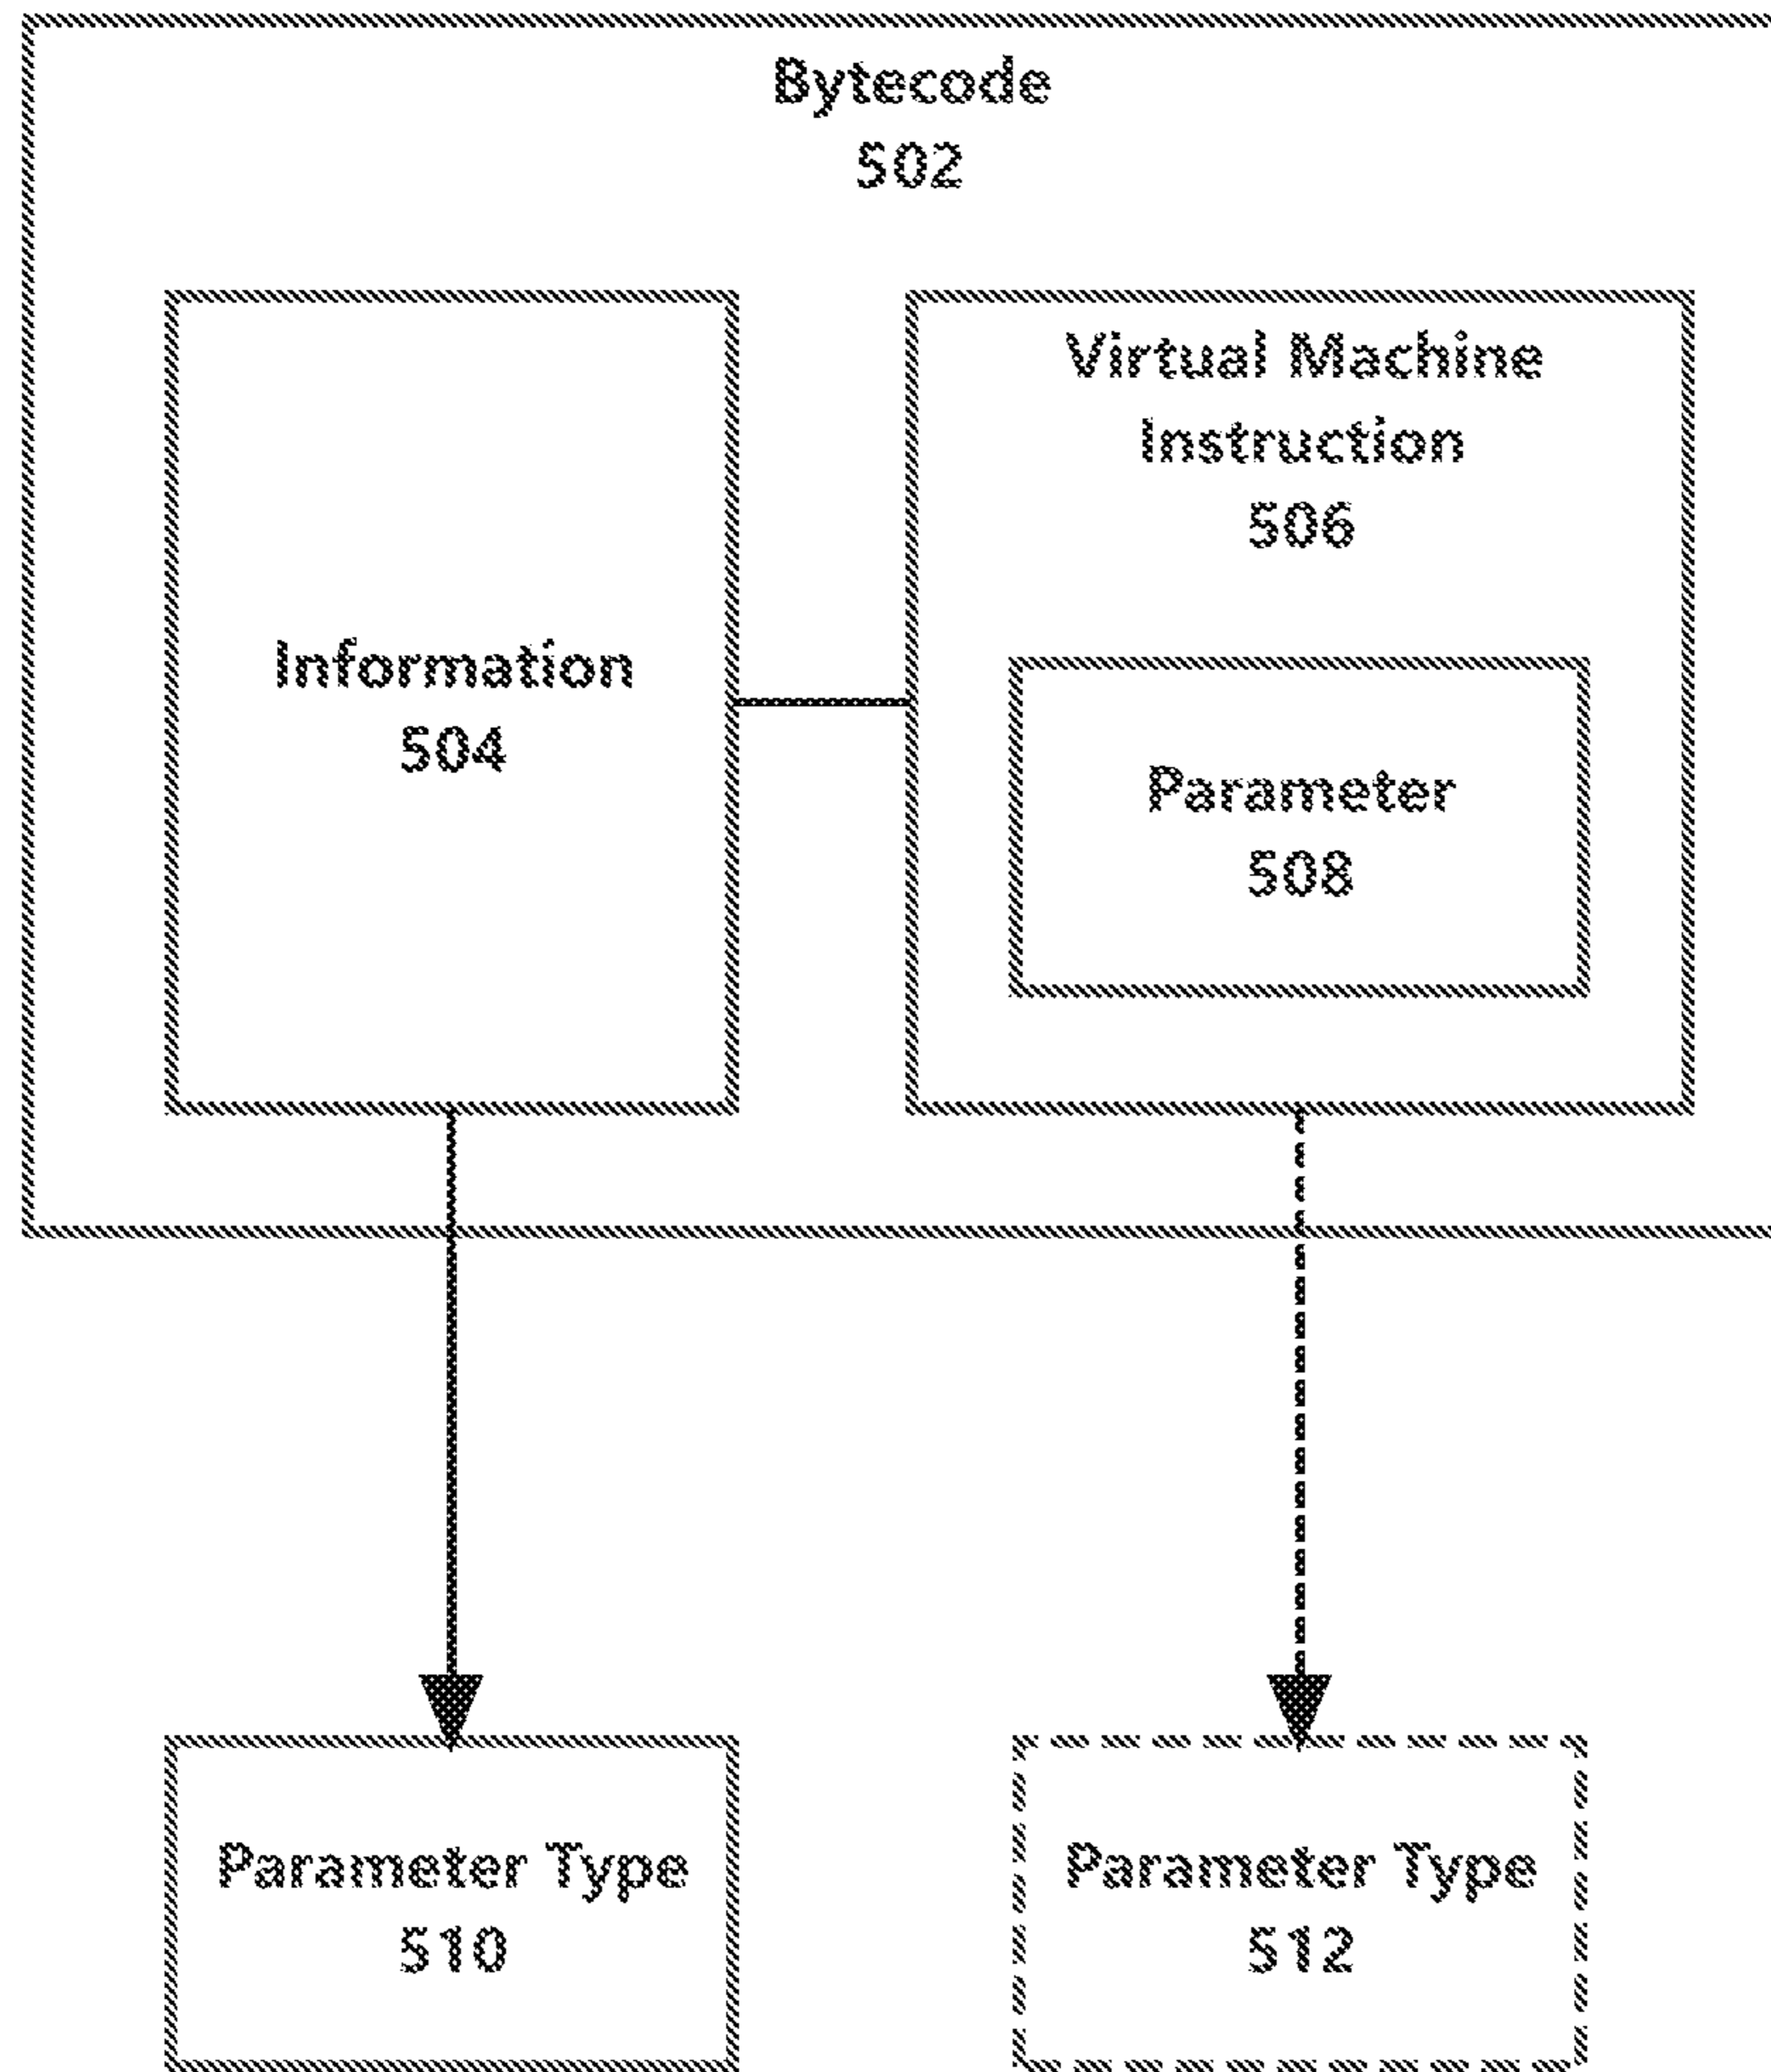 Bytecode
502
Information
504
Virtual Machine
Instruction
506
Parameter
508
Parameter Type
510
Parameter Type
512